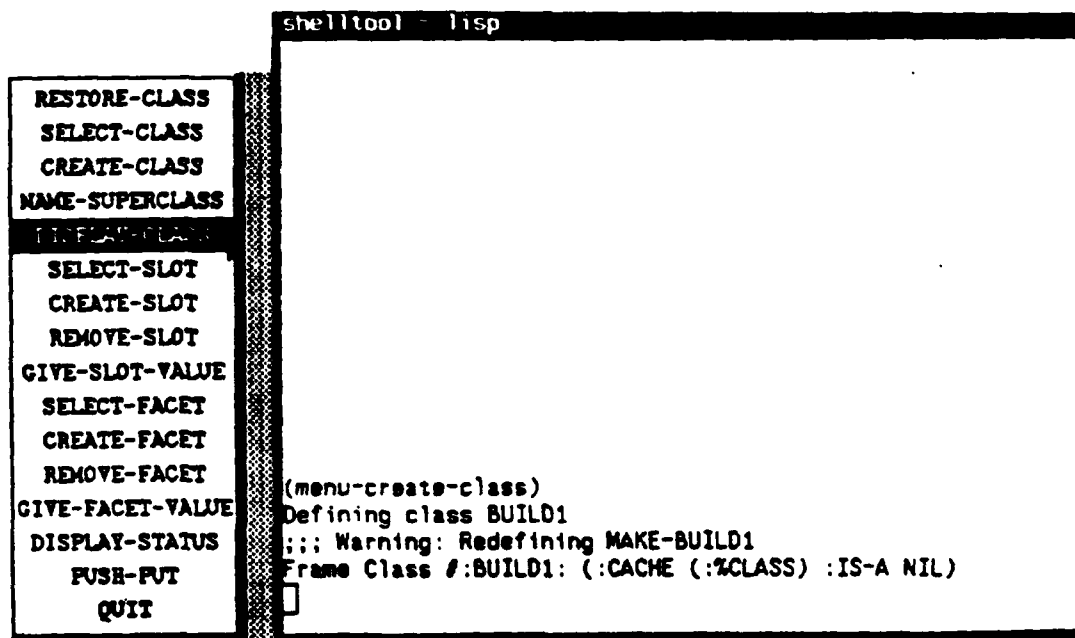 shelltool - lisp
RESTORE-CLASS
SELECT-CLASS
CREATE-CLASS
NAME-SUPERCLASS
DISPLAY-CLASS
SELECT-SLOT
CREATE-SLOT
REMOVE-SLOT
GIVE-SLOT-VALUE
SELECT-FACET
CREATE-FACET
REMOVE-FACET
GIVE-FACET-VALUE
DISPLAY-STATUS
PUSH-PUT
QUIT
(menu-create-class)
Defining class BUILD1
;;; Warning: Redefining MAKE-BUILD1
Frame Class #:BUILD1: (:CACHE (:%CLASS) :IS-A NIL)